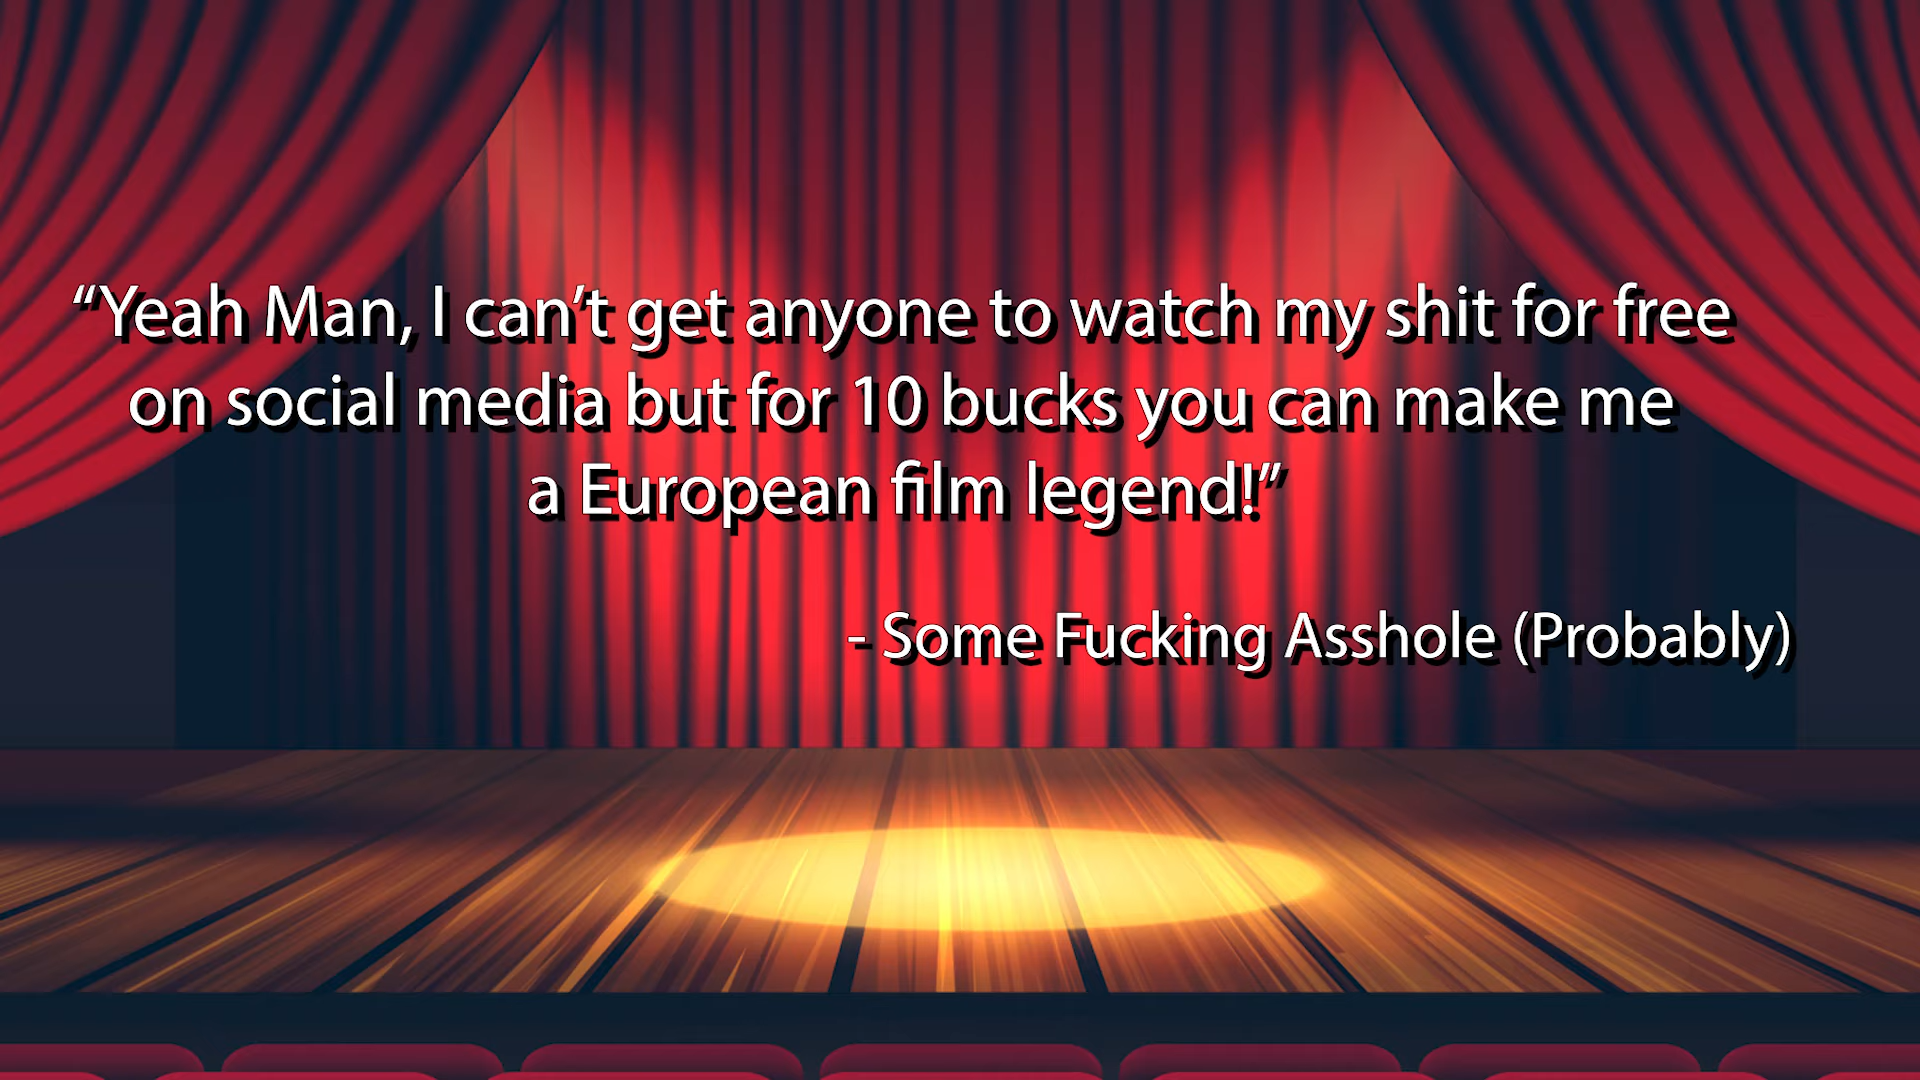 “Yeah Man, I can’t get anyone to watch my shit for free
on social media but for 10 bucks you can make me
a European film legend!”
- Some Fucking Asshole (Probably)